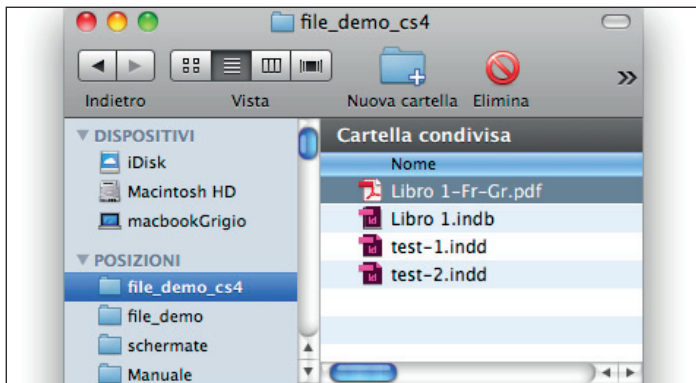 file_demo_cs4
Indietro Vista Nuova cartella Elimina
DISPOSITIVI
iDisk
Macintosh HD
macbookGrigio
POSIZIONI
file_demo_cs4
file_demo
schermate
Manuale
Cartella condivisa
Nome
Libro 1-Fr-Gr.pdf
Libro 1.indb
test-1.indd
test-2.indd